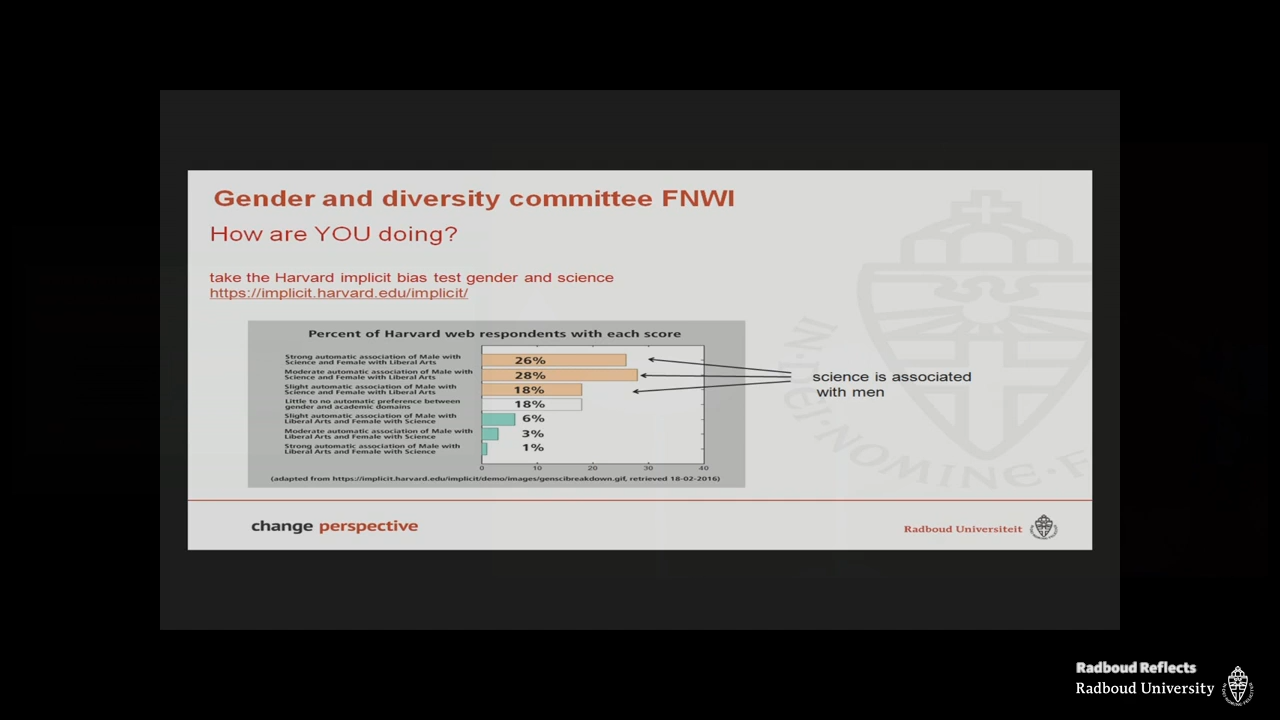 Gender and diversity committee FNWI
How are YOU doing?
take the Harvard implicit bias test gender and science
https://implicit.harvard.edu/implicit/
Percent of Harvard web respondents with each score
Strong automatic association of Male with
Science and Female with Liberal Arts
26%
Moderate automatic association of Male with
Science and Female with Liberal Arts
28%
Slight automatic association of Male with
Science and Female with Liberal Arts
18%
Little to no automatic preference between
gender and academic domains
18%
Slight automatic association of Male with
Liberal Arts and Female with Science
6%
Moderate automatic association of Male with
Liberal Arts and Female with Science
3%
Strong automatic association of Male with
Liberal Arts and Female with Science
1%
0 10 20 30 40
(adapted from https://implicit.harvard.edu/implicit/demo/images/genscibreakdown.gif, retrieved 18-02-2016)
science is associated
with men
IN·
NOMINE·F
change perspective
Radboud Universiteit
Radboud Reflects
Radboud University